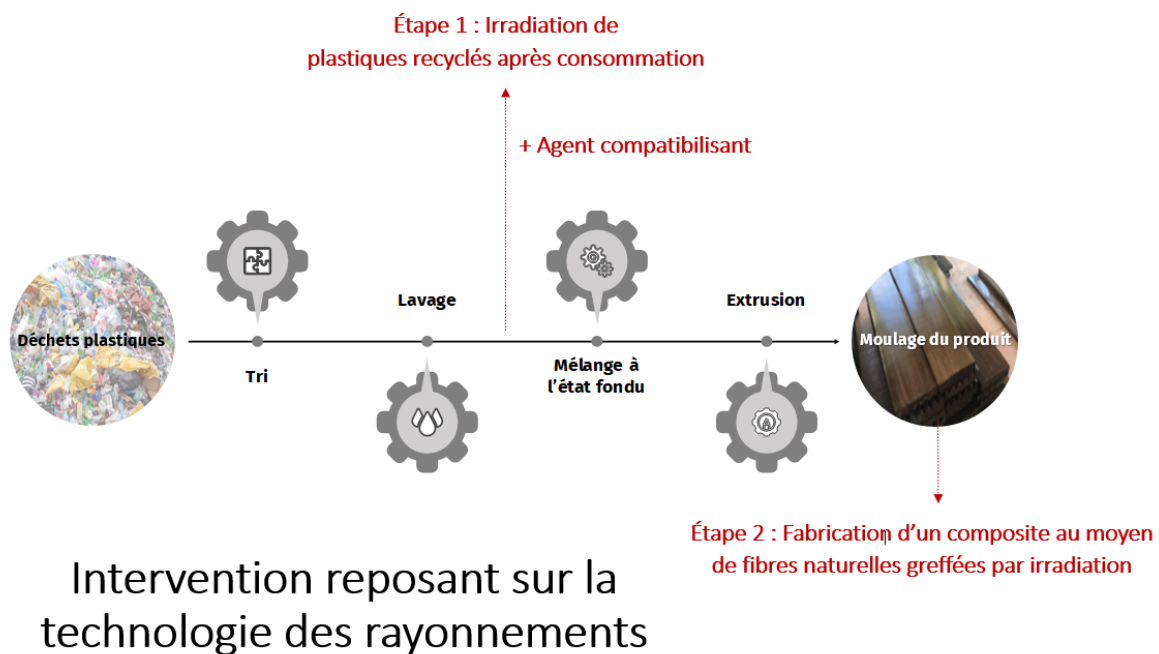 Étape 1 : Irradiation de
plastiques recyclés après consommation
+ Agent compatibilisant
Lavage
Extrusion
Déchets plastiques
Moulage du produit
Tri
Mélange à
l'état fondu
Étape 2 : Fabrication d'un composite au moyen
de fibres naturelles greffées par irradiation
Intervention reposant sur la
technologie des rayonnements